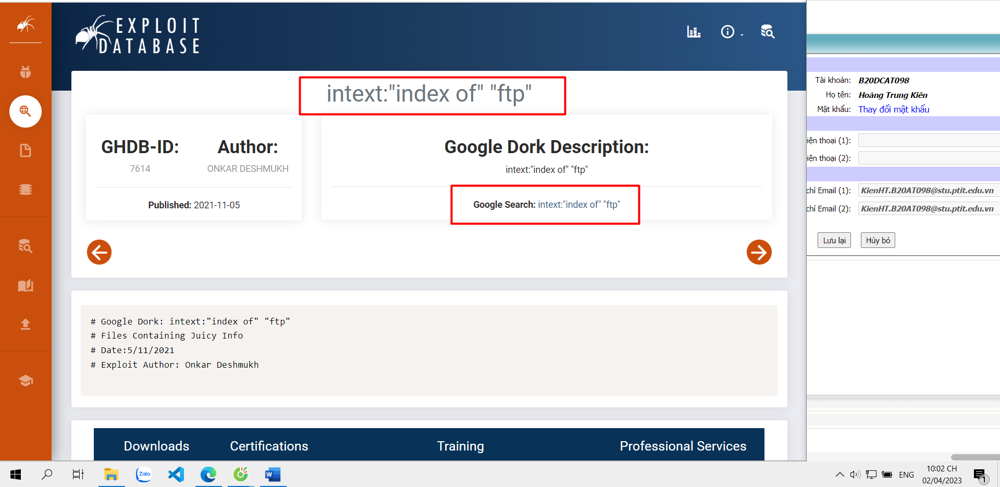 EXPLOIT
DATABASE
intext:"index of" "ftp"
GHDB-ID:
7614
Author:
ONKAR DESHMUKH
Published: 2021-11-05
Google Dork Description:
intext:"index of" "ftp"
Google Search: intext:"index of" "ftp"
# Google Dork: intext:"index of" "ftp"
# Files Containing Juicy Info
# Date:5/11/2021
# Exploit Author: Onkar Deshmukh
Downloads
Certifications
Training
Professional Services
Tài khoản: B20DCAT098
Họ tên: Hoàng Trung Kiên
Mật khẩu: Thay đổi mật khẩu
iện thoại (1):
iện thoại (2):
chỉ Email (1): KienHT.B20AT098@stu.ptit.edu.vn
chỉ Email (2): KienHT.B20AT098@stu.ptit.edu.vn
Lưu lại Hủy bỏ
Zalo
W
ENG
10:02 CH
02/04/2023
1